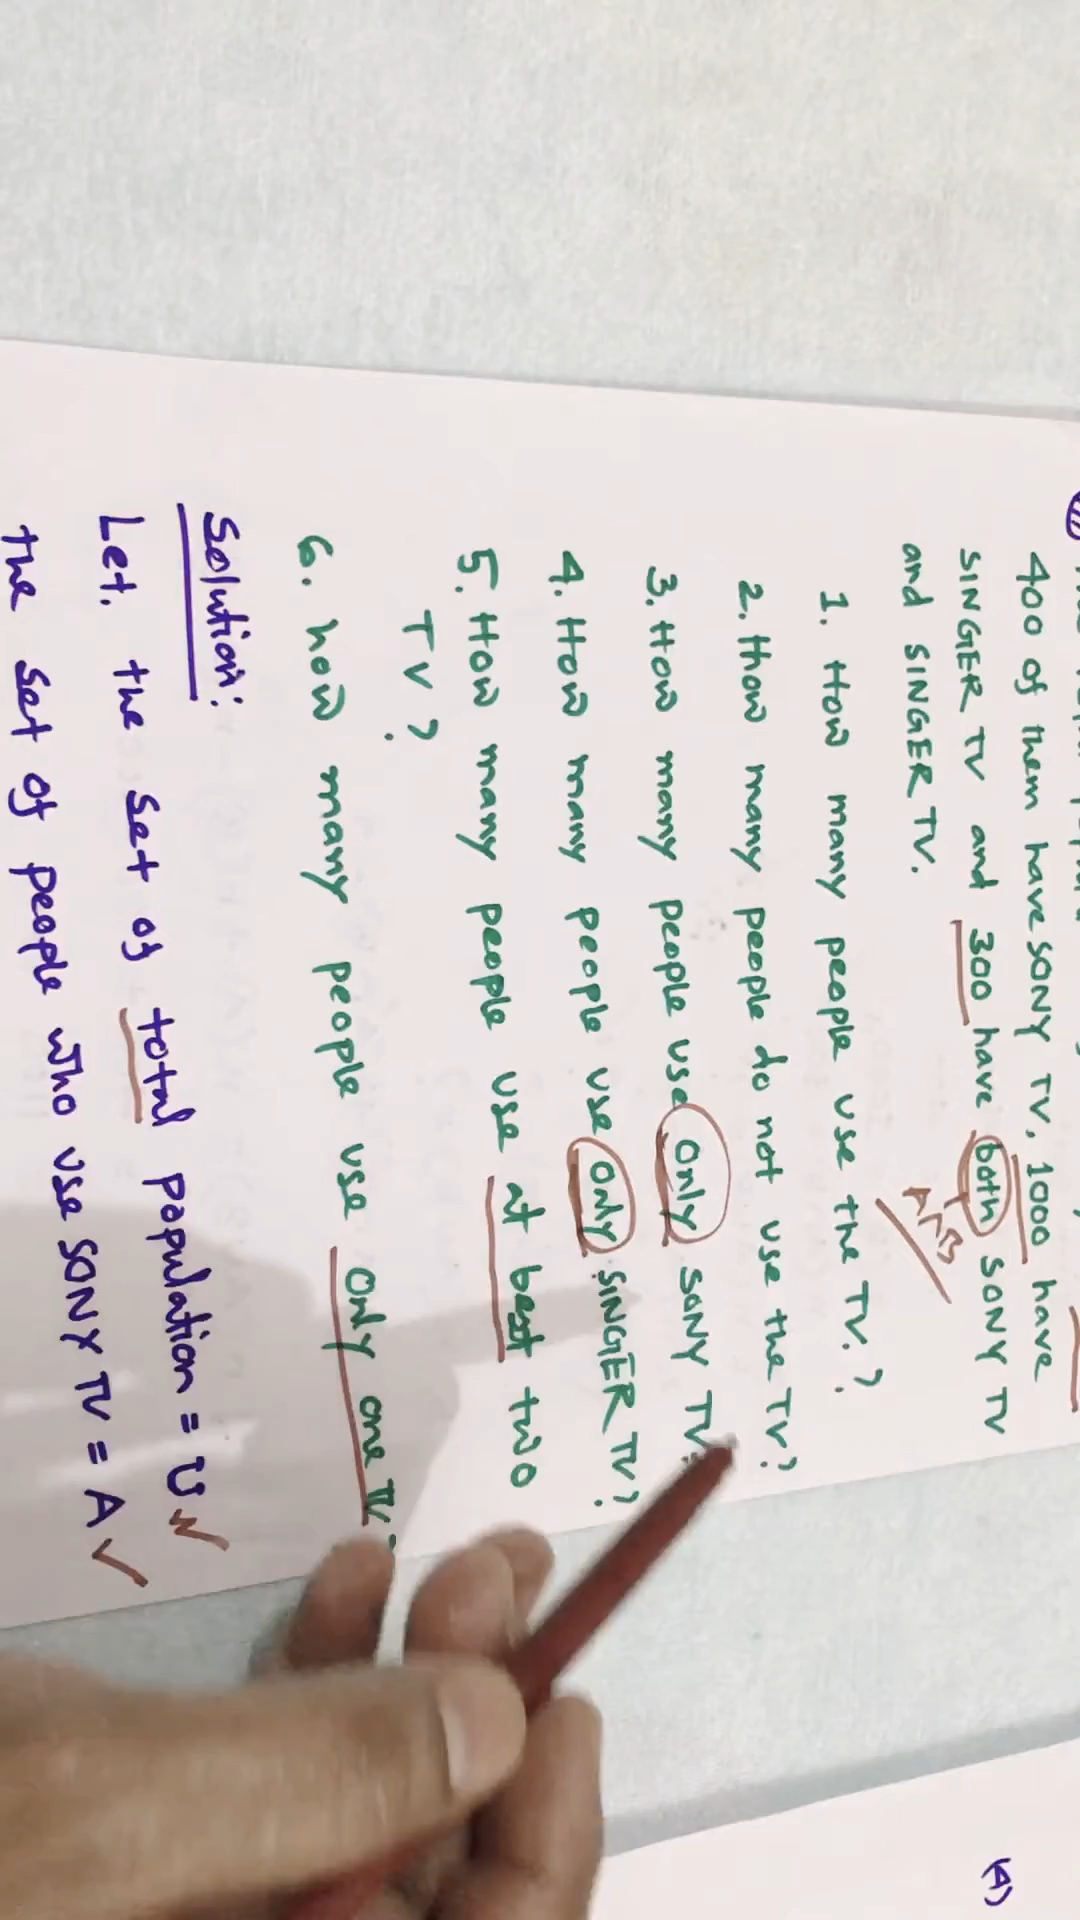 400 of them have SONY TV, 1000 have
SINGER TV and 300 have both SONY TV
and SINGER TV.
A∩B
1. How many people use the TV.?
2. How many people do not use the TV?
3. How many people use only SONY TV?
4. How many people use only SINGER TV?
5. How many people use at best two
TV?
6. how many people use only one TV
Solution:
Let, the set of total population = U
the set of people who use SONY TV = A
(A)